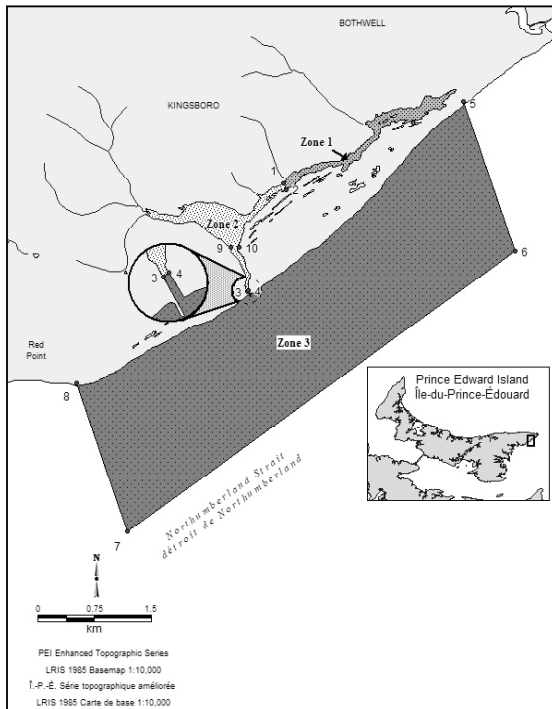 BOTHWELL
KINGSBORO
5
Zone 1
1
2
Zone 2
9
10
6
3
4
3
4
Zone 3
Red
Point
8
Prince Edward Island
Île-du-Prince-Édouard
Northumberland Strait
détroit de Northumberland
7
N
0
0.75
1.5
km
PEI Enhanced Topographic Series
LRIS 1985 Basemap 1:10,000
Î.-P.-É. Série topographique améliorée
LRIS 1985 Carte de base 1:10,000